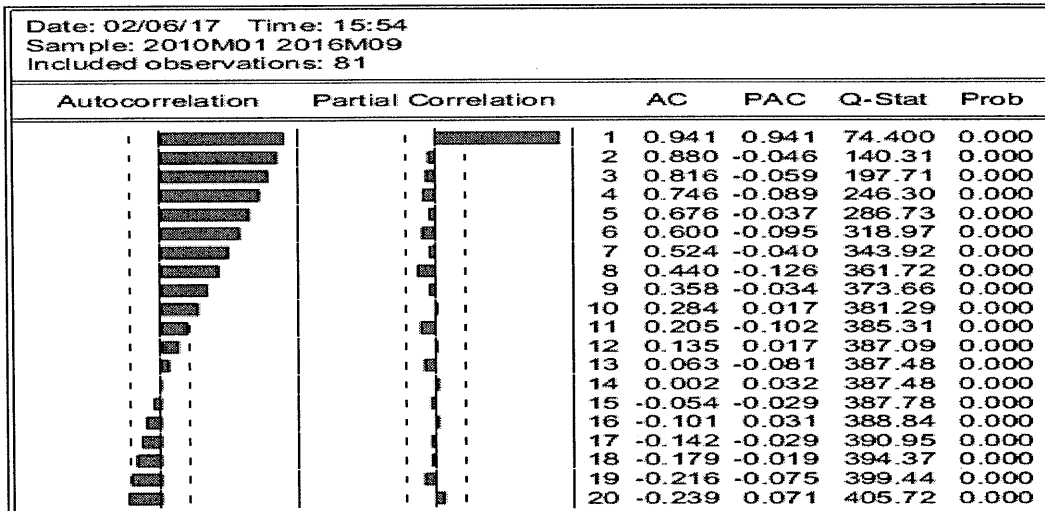 Date: 02/06/17 Time: 15:54
Sample: 2010M01 2016M09
Included observations: 81
Autocorrelation Partial Correlation AC PAC Q-Stat Prob
1 0.941 0.941 74.400 0.000
2 0.880 -0.046 140.31 0.000
3 0.816 -0.059 197.71 0.000
4 0.746 -0.089 246.30 0.000
5 0.676 -0.037 286.73 0.000
6 0.600 -0.095 318.97 0.000
7 0.524 -0.040 343.92 0.000
8 0.440 -0.126 361.72 0.000
9 0.358 -0.034 373.66 0.000
10 0.284 0.017 381.29 0.000
11 0.205 -0.102 385.31 0.000
12 0.135 0.017 387.09 0.000
13 0.063 -0.081 387.48 0.000
14 0.002 0.032 387.48 0.000
15 -0.054 -0.029 387.78 0.000
16 -0.101 0.031 388.84 0.000
17 -0.142 -0.029 390.95 0.000
18 -0.179 -0.019 394.37 0.000
19 -0.216 -0.075 399.44 0.000
20 -0.239 0.071 405.72 0.000